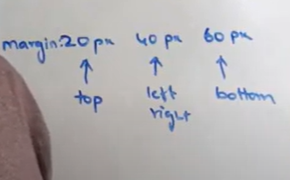 margin:20px 40px 60px
↑ ↑ ↑
top left bottom
right